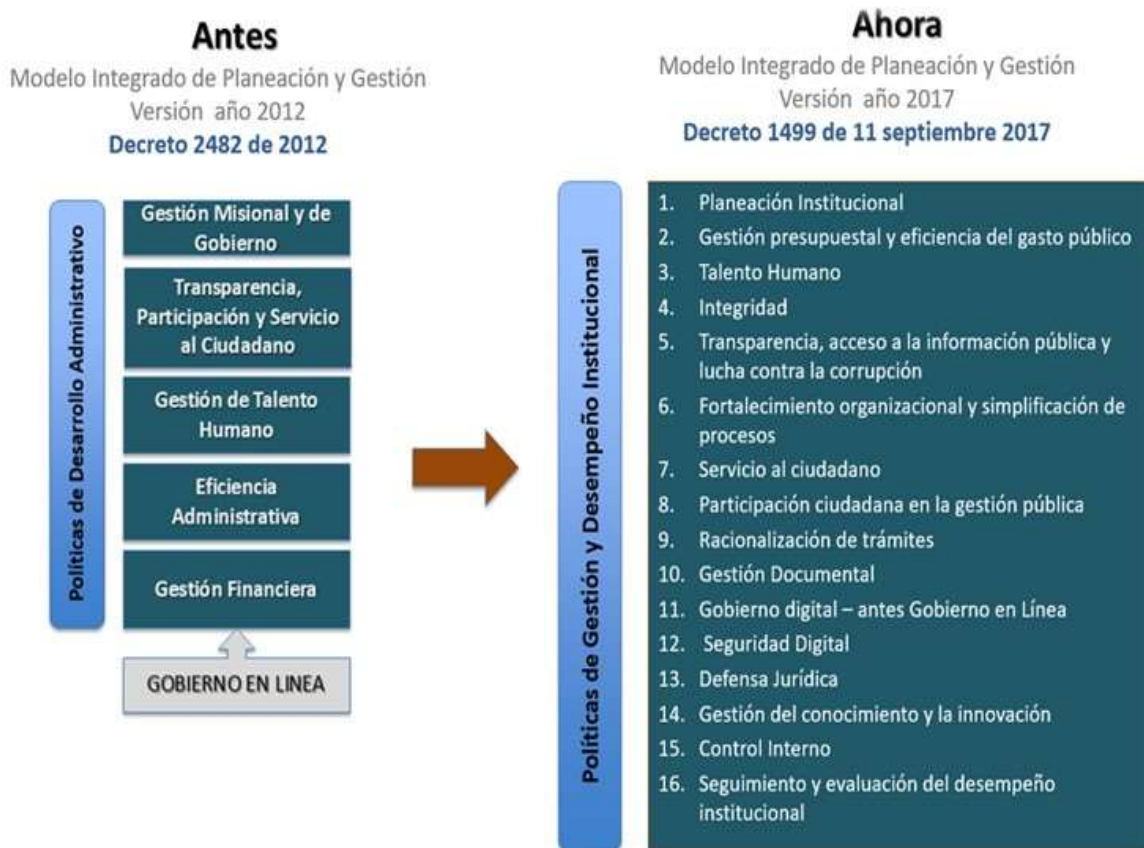 Antes
Modelo Integrado de Planeación y Gestión
Versión año 2012
Decreto 2482 de 2012
Políticas de Desarrollo Administrativo
Gestión Misional y de
Gobierno
Transparencia,
Participación y Servicio
al Ciudadano
Gestión de Talento
Humano
Eficiencia
Administrativa
Gestión Financiera
GOBIERNO EN LINEA
Ahora
Modelo Integrado de Planeación y Gestión
Versión año 2017
Decreto 1499 de 11 septiembre 2017
Políticas de Gestión y Desempeño Institucional
1. Planeación Institucional
2. Gestión presupuestal y eficiencia del gasto público
3. Talento Humano
4. Integridad
5. Transparencia, acceso a la información pública y
lucha contra la corrupción
6. Fortalecimiento organizacional y simplificación de
procesos
7. Servicio al ciudadano
8. Participación ciudadana en la gestión pública
9. Racionalización de trámites
10. Gestión Documental
11. Gobierno digital – antes Gobierno en Línea
12. Seguridad Digital
13. Defensa Jurídica
14. Gestión del conocimiento y la innovación
15. Control Interno
16. Seguimiento y evaluación del desempeño
institucional